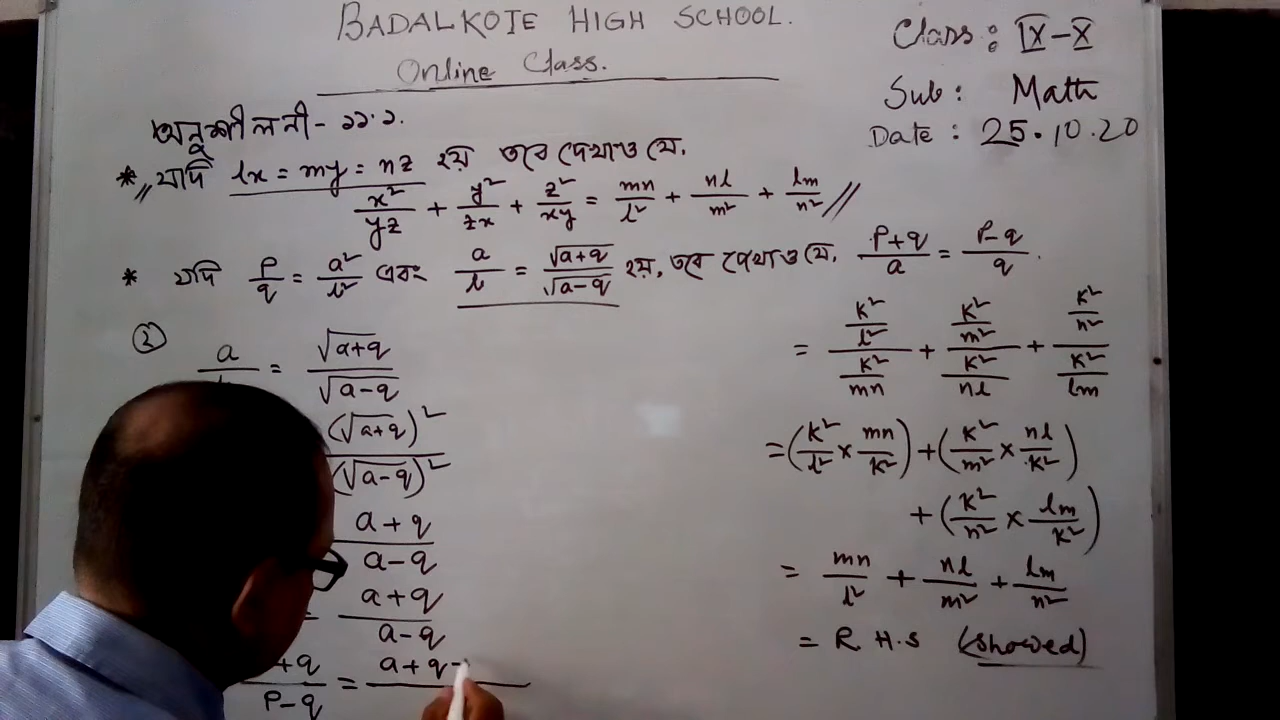 BADALKOTE HIGH SCHOOL.
Online Class.
Class: IX-X
Sub: Math
Date: 25.10.20
অনুশীলনী- ১১.১.
* // যদি lx = my = nz হয় তবে দেখাও যে,
x²/yz + y²/zx + z²/xy = mn/l² + nl/m² + lm/n² //
* যদি p/q = a²/b² এবং a/b = √a+q/√a-q হয়, তবে দেখাও যে, p+q/a = p-q/q.
২
a = √a+q/√a-q
(√a+q)²/(√a-q)²
a+q/a-q
= a+q/a-q
+q/p-q = a+q-
= k²/l²/k²/mn + k²/m²/k²/nl + k²/n²/k²/lm
= (k²/l² × mn/k²) + (k²/m² × nl/k²)
+ (k²/n² × lm/k²)
= mn/l² + nl/m² + lm/n²
= R.H.S (showed)